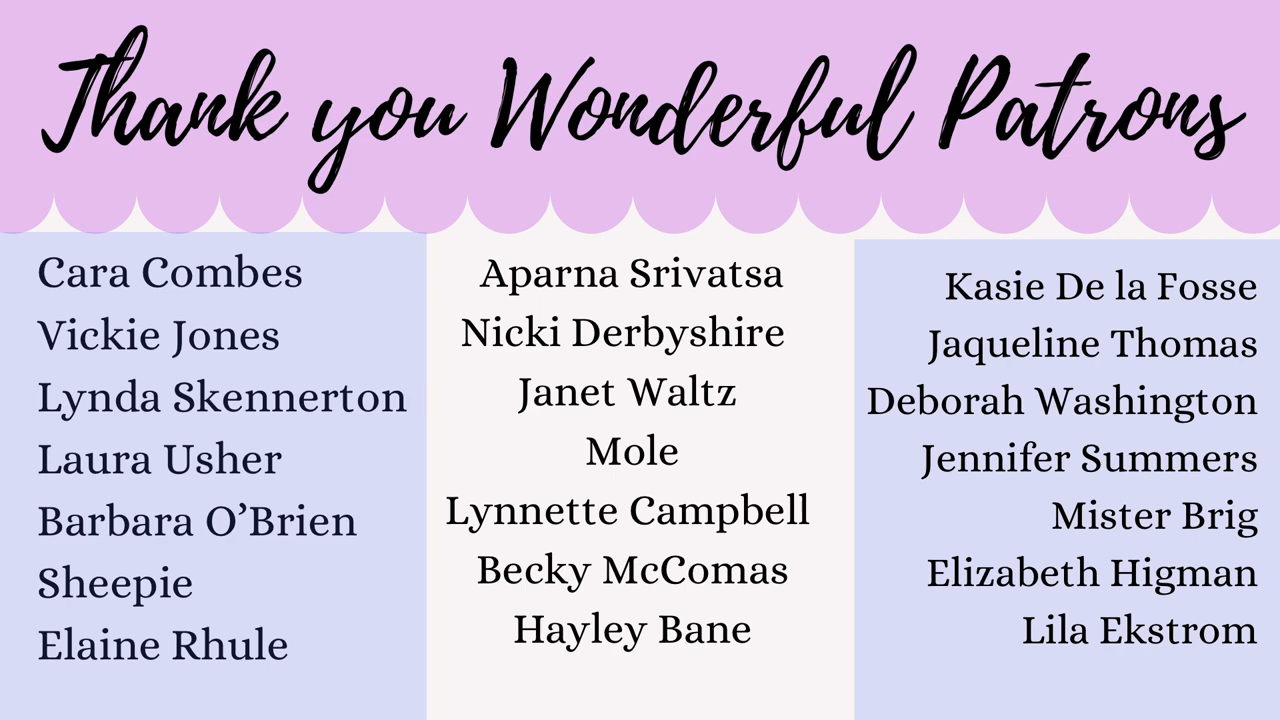 Thank you Wonderful Patrons
Cara Combes
Vickie Jones
Lynda Skennerton
Laura Usher
Barbara O’Brien
Sheepie
Elaine Rhule
Aparna Srivatsa
Nicki Derbyshire
Janet Waltz
Mole
Lynnette Campbell
Becky McComas
Hayley Bane
Kasie De la Fosse
Jaqueline Thomas
Deborah Washington
Jennifer Summers
Mister Brig
Elizabeth Higman
Lila Ekstrom